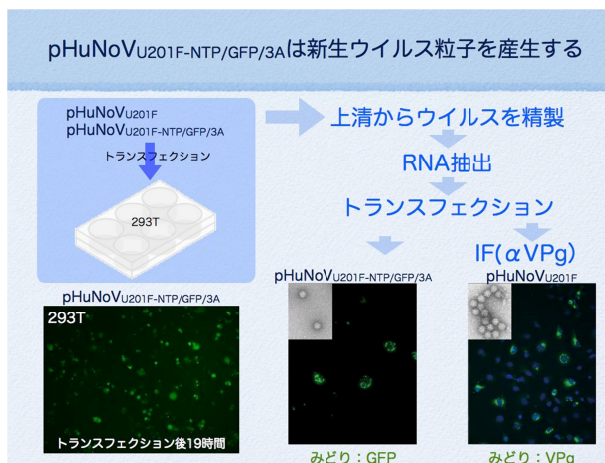 pHuNoVU201F-NTP/GFP/3Aは新生ウイルス粒子を産生する
pHuNoVU201F
pHuNoVU201F-NTP/GFP/3A
トランスフェクション
293T
上清からウイルスを精製
RNA抽出
トランスフェクション
IF(αVPg)
pHuNoVU201F-NTP/GFP/3A
293T
トランスフェクション後19時間
pHuNoVU201F-NTP/GFP/3A
みどり：GFP
pHuNoVU201F
みどり：VPg